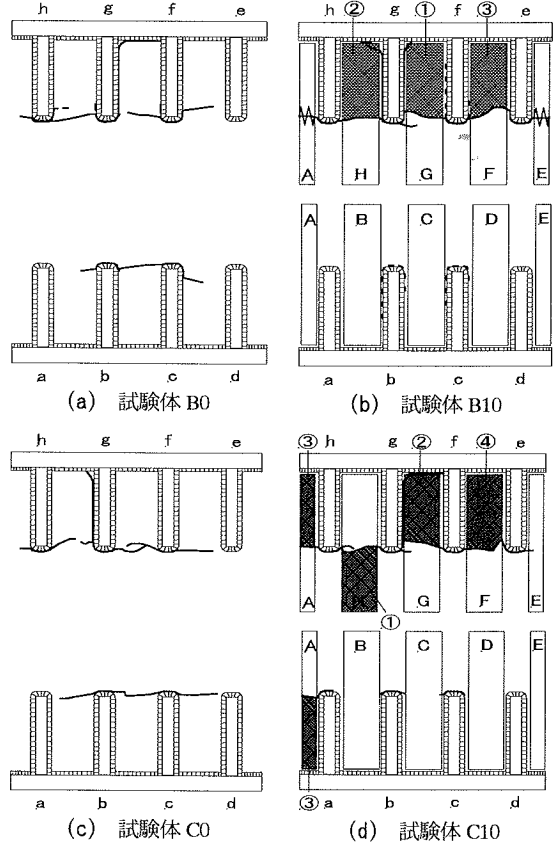 h g f e
② g ① f ③ e
h
A H G F E
A B C D E
a b c d
a b c d
(a) 試験体 B0
(b) 試験体 B10
h g f e
③ h g ② f ④ e
A G F E
①
A B C D E
a b c d
③ a b c d
(c) 試験体 C0
(d) 試験体 C10